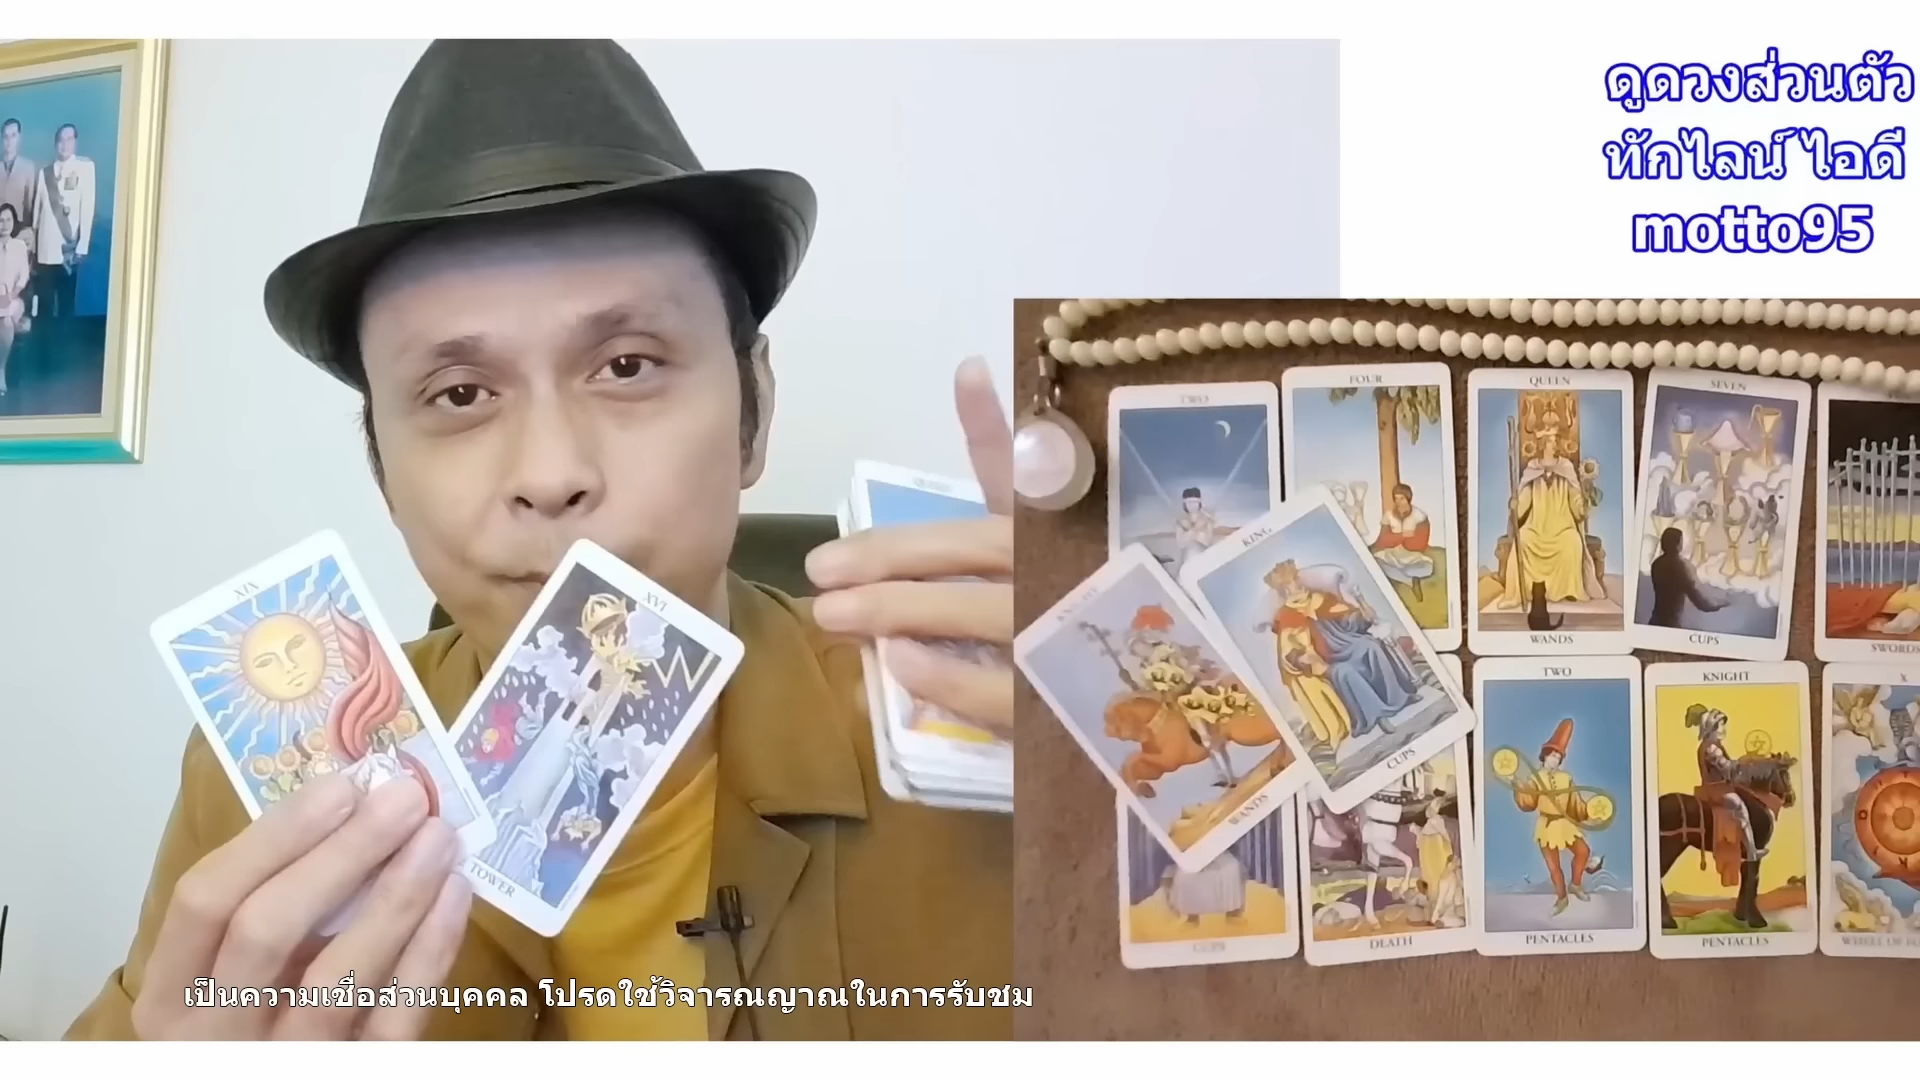 ดูดวงส่วนตัว
ทักไลน์ ไอดี
motto95
XIX
XVI
TOWER
TWO
FOUR
QUEEN
WANDS
SEVEN
CUPS
SWORDS
KNIGHT
WANDS
KING
CUPS
CUPS
DEATH
TWO
PENTACLES
KNIGHT
PENTACLES
X
WHEEL OF
เป็นความเชื่อส่วนบุคคล โปรดใช้วิจารณญาณในการรับชม